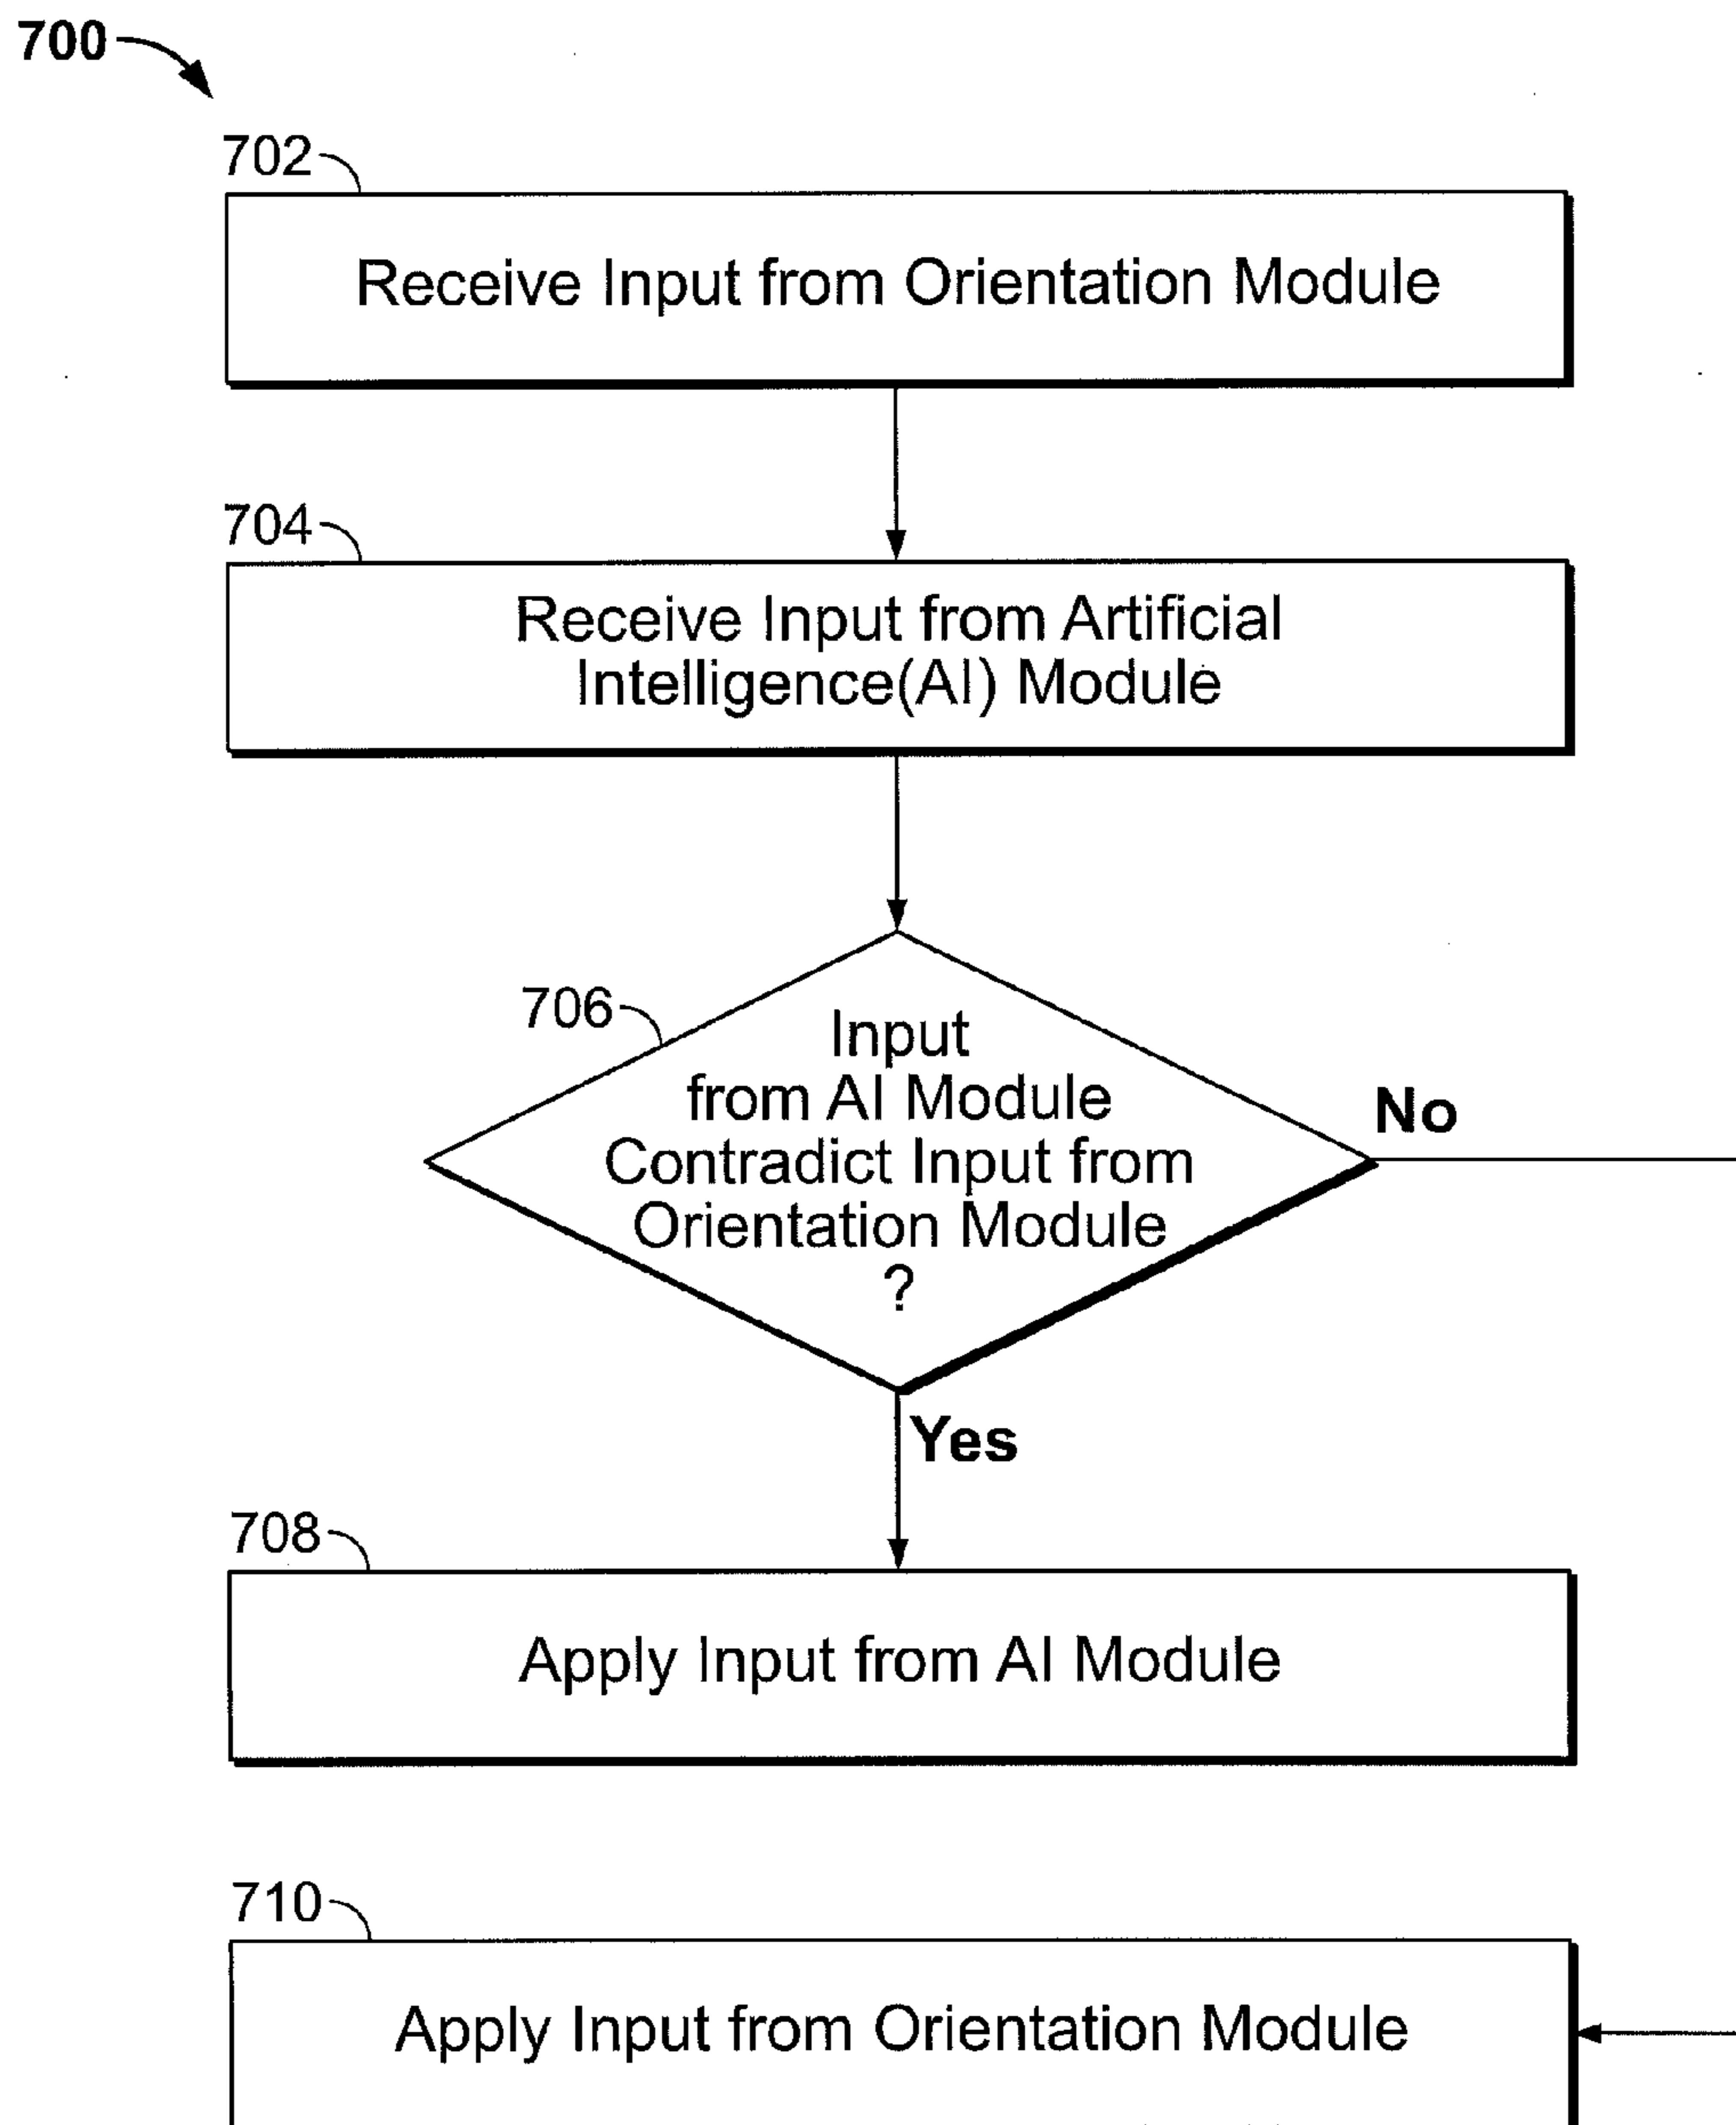 700
702
Receive Input from Orientation Module
704
Receive Input from Artificial
Intelligence(AI) Module
706
Input
from AI Module
Contradict Input from
Orientation Module
?
No
Yes
708
Apply Input from AI Module
710
Apply Input from Orientation Module